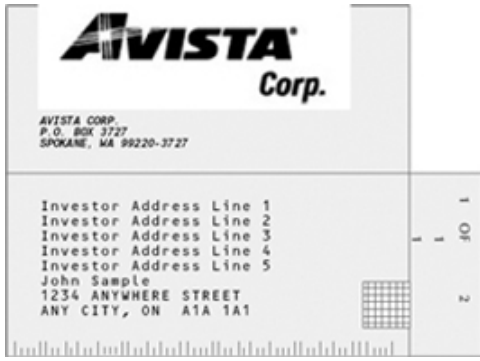 AVISTA
Corp.
AVISTA CORP.
P.O. BOX 3727
SPOKANE, WA 99220-3727
Investor Address Line 1
Investor Address Line 2
Investor Address Line 3
Investor Address Line 4
Investor Address Line 5
John Sample
1234 ANYWHERE STREET
ANY CITY, ON A1A 1A1
1 OF 2
1 1